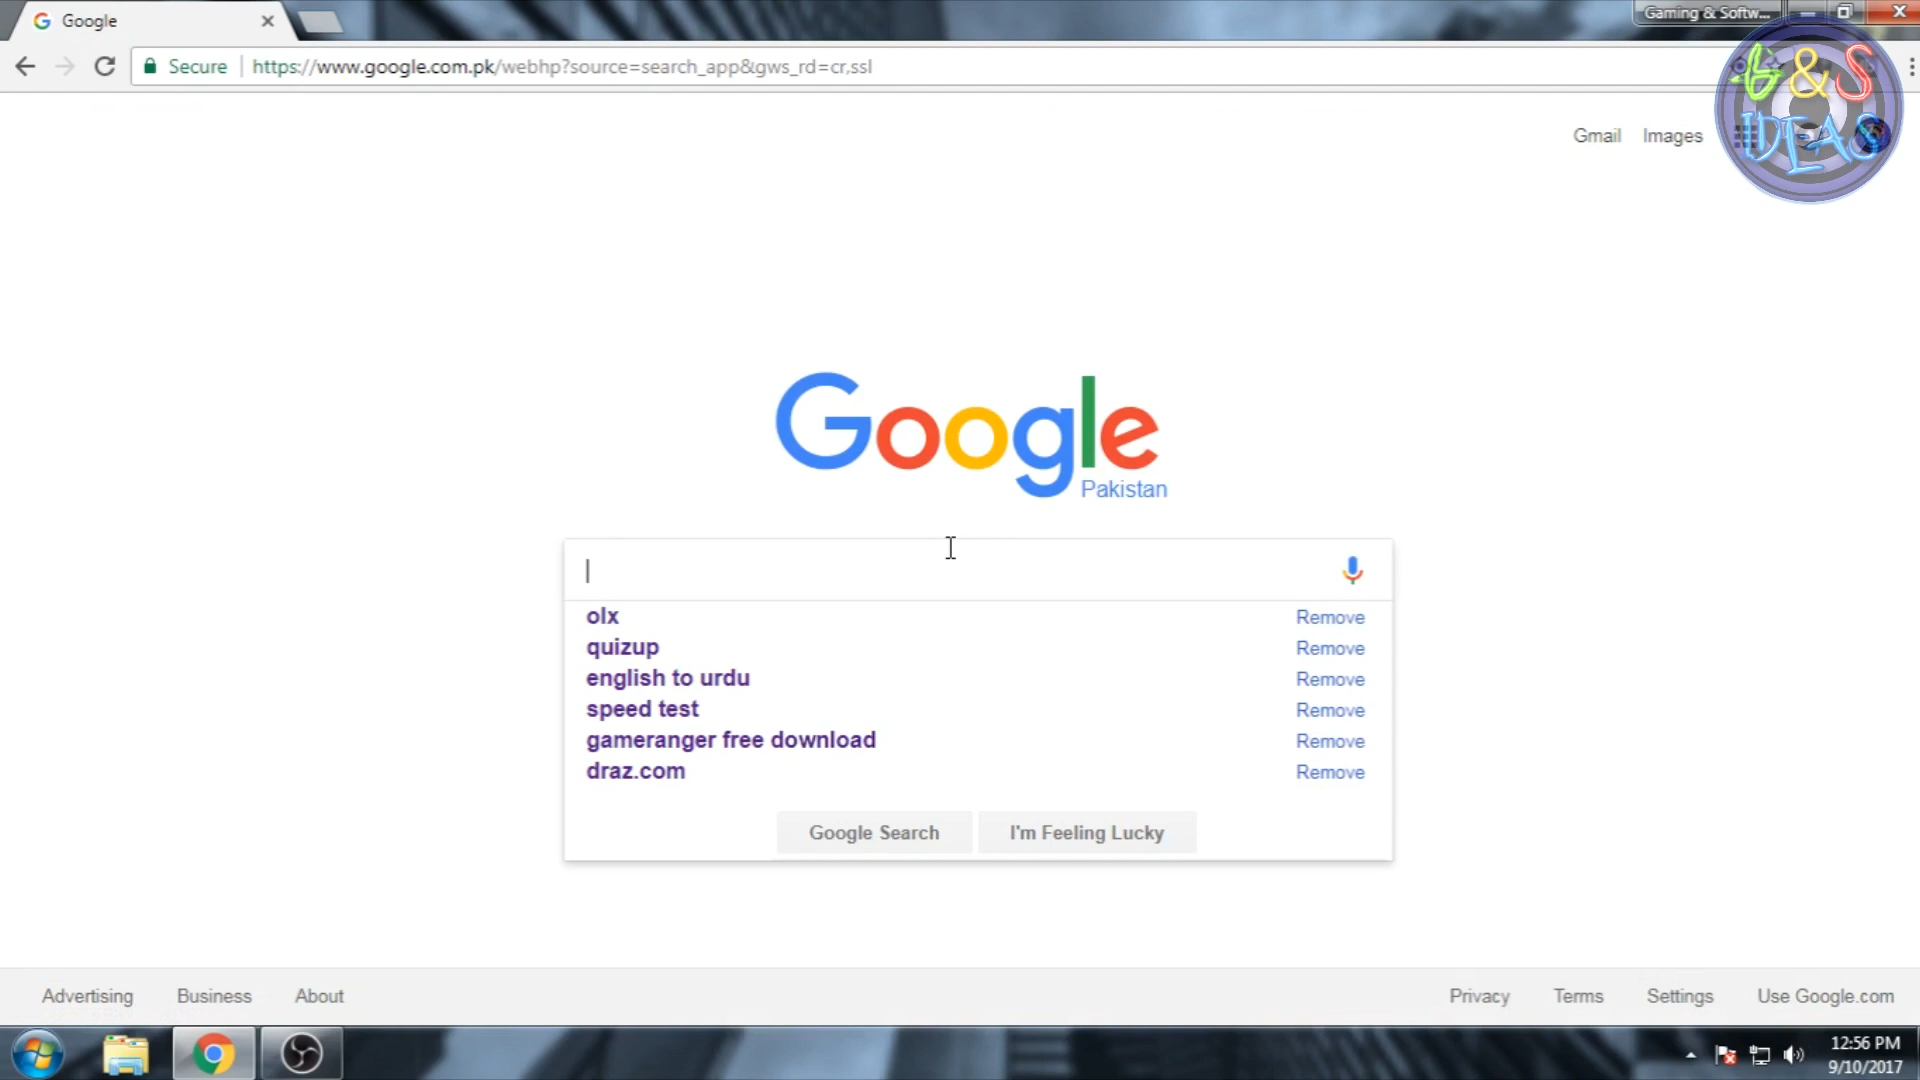 Google
Gaming & Softw...
Secure
https://www.google.com.pk/webhp?source=search_app&gws_rd=cr,ssl
G&S
IDEAS
Gmail
Images
Google
Pakistan
olx
Remove
quizup
Remove
english to urdu
Remove
speed test
Remove
gameranger free download
Remove
draz.com
Remove
Google Search
I'm Feeling Lucky
Advertising
Business
About
Privacy
Terms
Settings
Use Google.com
12:56 PM
9/10/2017